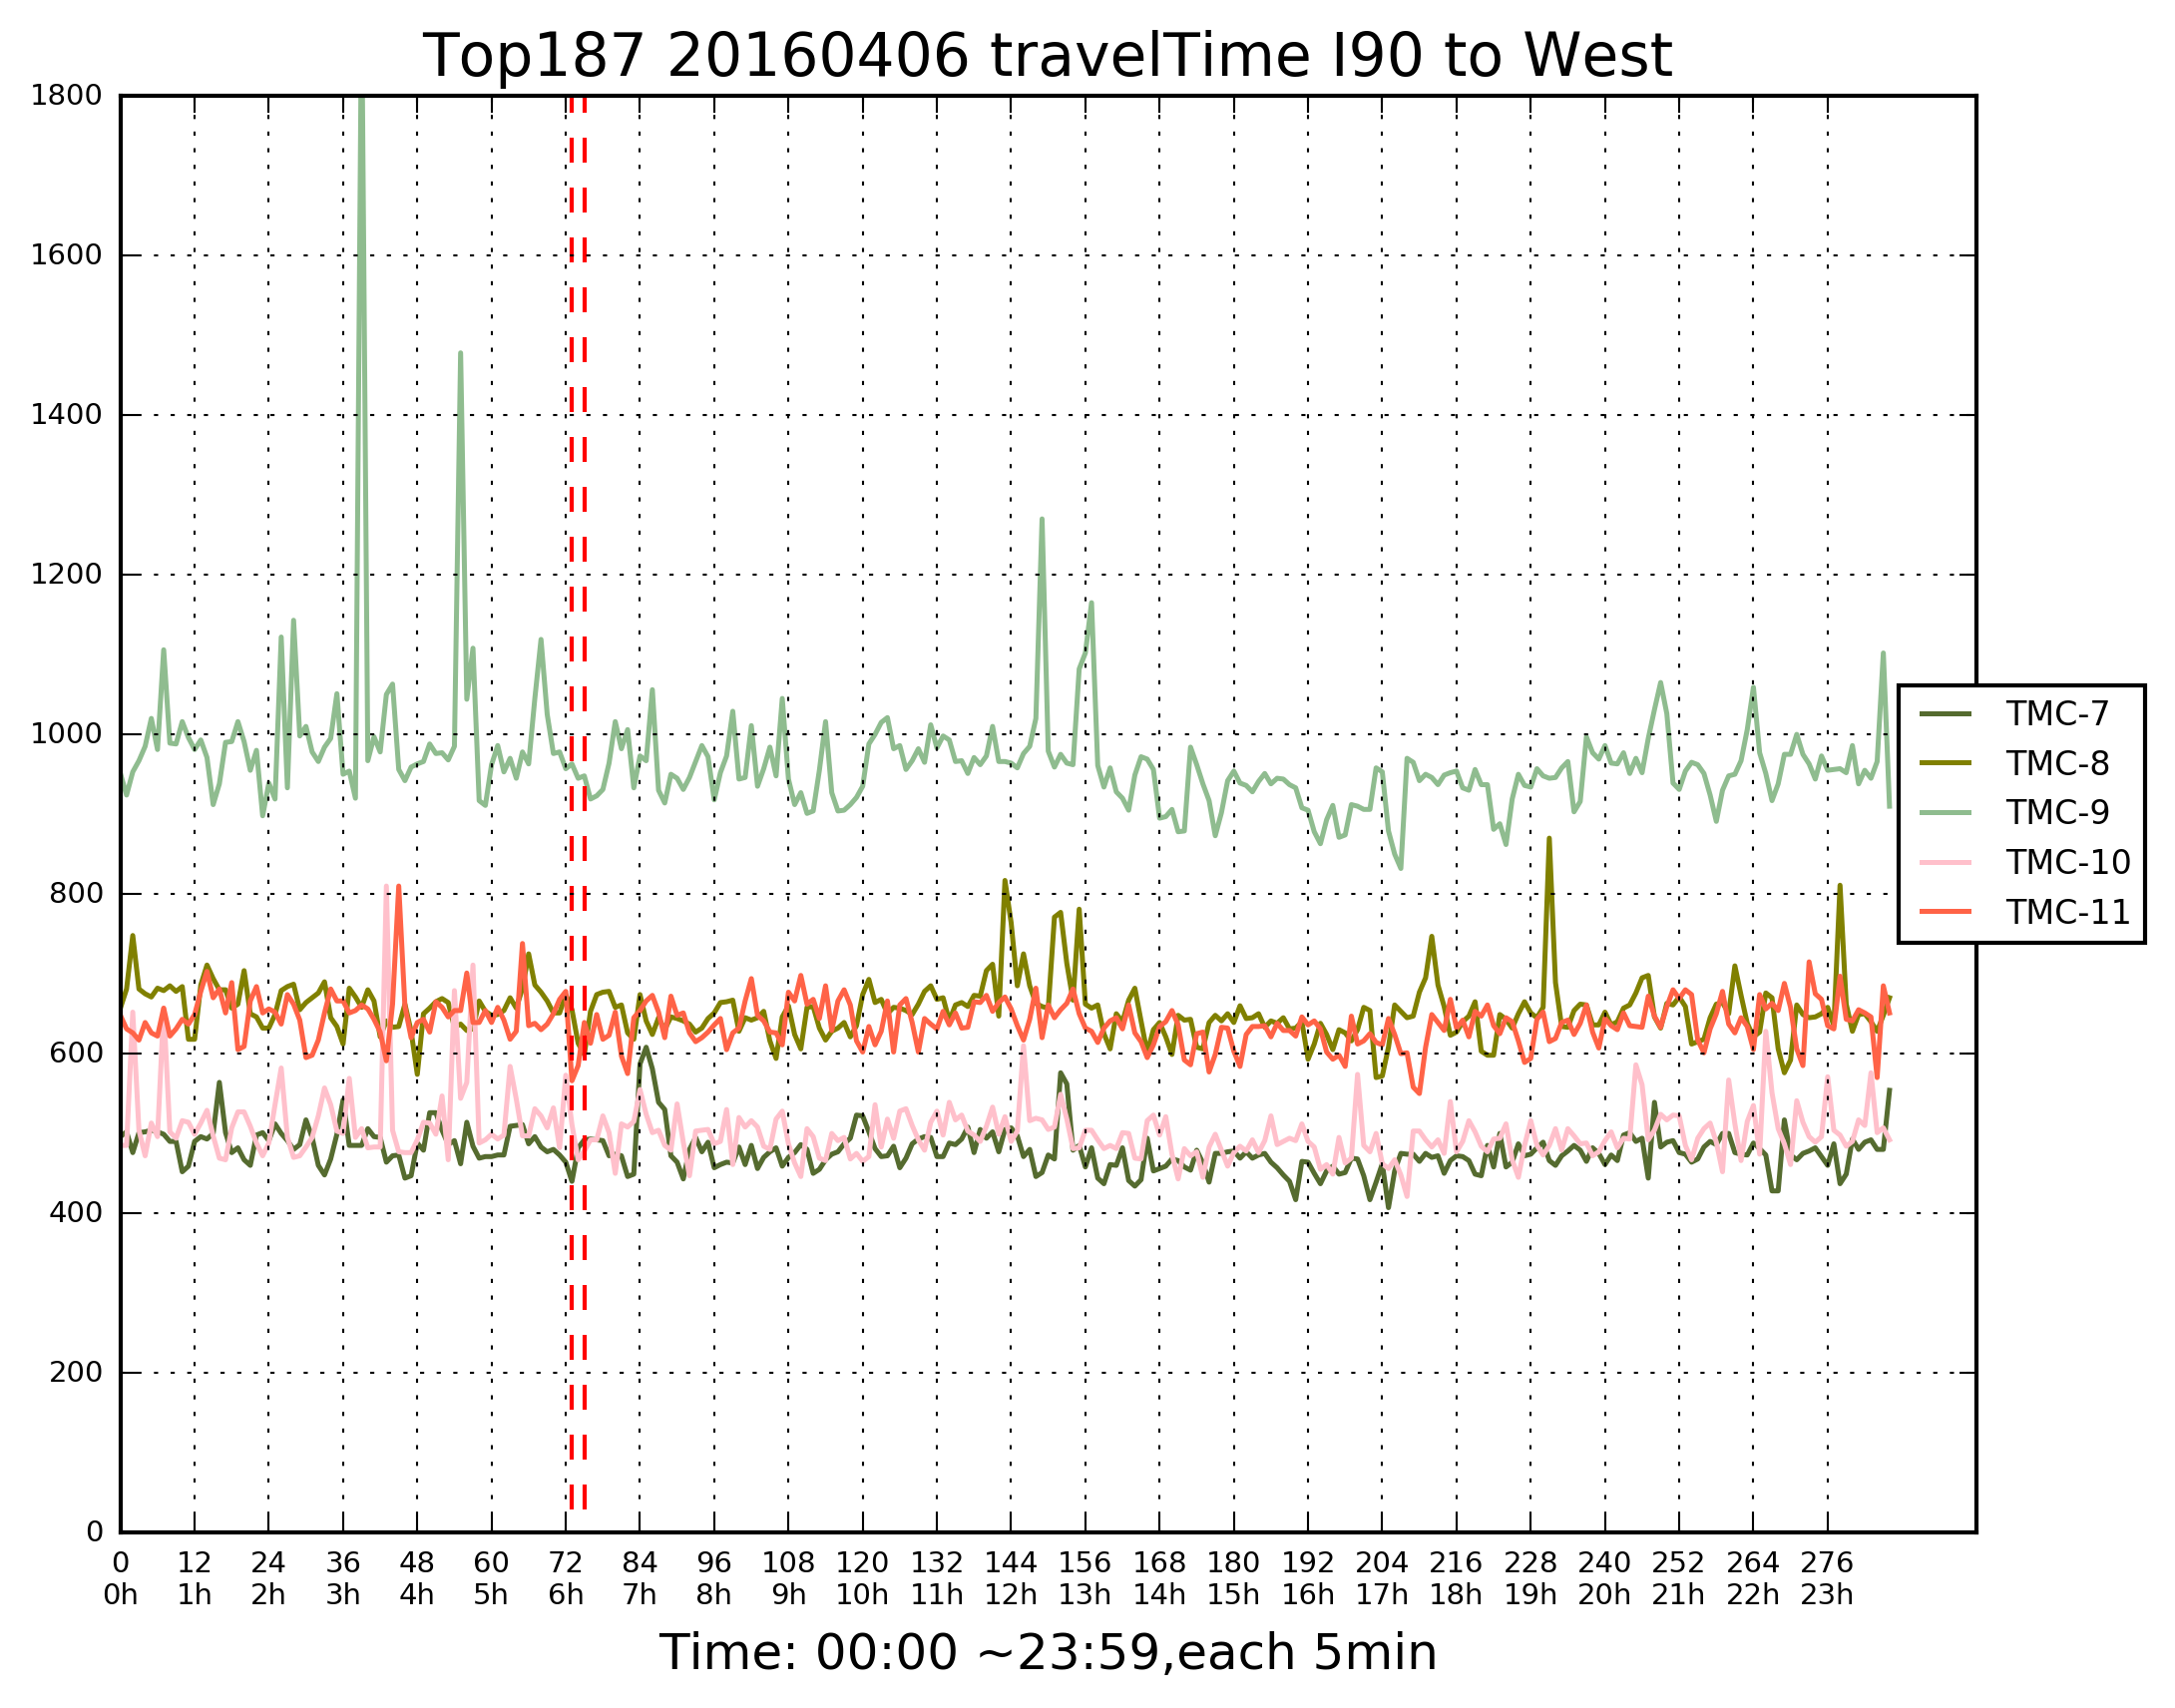 Top187 20160406 travelTime I90 to West
1800
1600
1400
1200
1000
800
600
400
200
0
0 12 24 36 48 60 72 84 96 108 120 132 144 156 168 180 192 204 216 228 240 252 264 276
0h 1h 2h 3h 4h 5h 6h 7h 8h 9h 10h 11h 12h 13h 14h 15h 16h 17h 18h 19h 20h 21h 22h 23h
Time: 00:00 ~23:59,each 5min
TMC-7
TMC-8
TMC-9
TMC-10
TMC-11